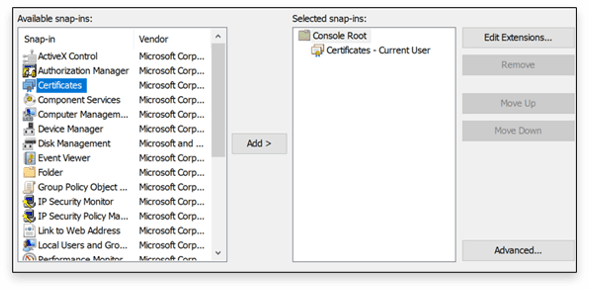 Available snap-ins:
Snap-in Vendor
ActiveX Control Microsoft Corp...
Authorization Manager Microsoft Corp...
Certificates Microsoft Corp...
Component Services Microsoft Corp...
Computer Managem... Microsoft Corp...
Device Manager Microsoft Corp...
Disk Management Microsoft and ...
Event Viewer Microsoft Corp...
Folder Microsoft Corp...
Group Policy Object ... Microsoft Corp...
IP Security Monitor Microsoft Corp...
IP Security Policy Ma... Microsoft Corp...
Link to Web Address Microsoft Corp...
Local Users and Gro... Microsoft Corp...
Performance Monitor Microsoft Corp...
Add >
Selected snap-ins:
Console Root
Certificates - Current User
Edit Extensions...
Remove
Move Up
Move Down
Advanced...